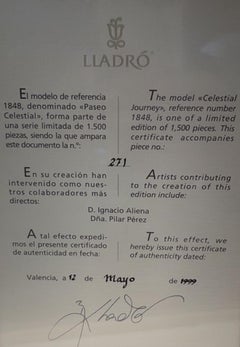 LLADRÓ
El modelo de referencia
1848, denominado «Paseo
Celestial», forma parte de
una serie limitada de 1.500
piezas, siendo la que ampara
este documento la n.º:
The model «Celestial
Journey», reference number
1848, is one of a limited
edition of 1,500 pieces. This
certificate accompanies
piece no.:
271
En su creación han
intervenido como nues-
tros colaboradores más
directos:
Artists contributing
to the creation of this
edition include:
D. Ignacio Aliena
Dña. Pilar Pérez
A tal efecto expedi-
mos el presente certificado
de autenticidad en fecha:
To this effect, we
hereby issue this certificate
of authenticity dated:
Valencia, a 12 de Mayo de 1999
Lladró